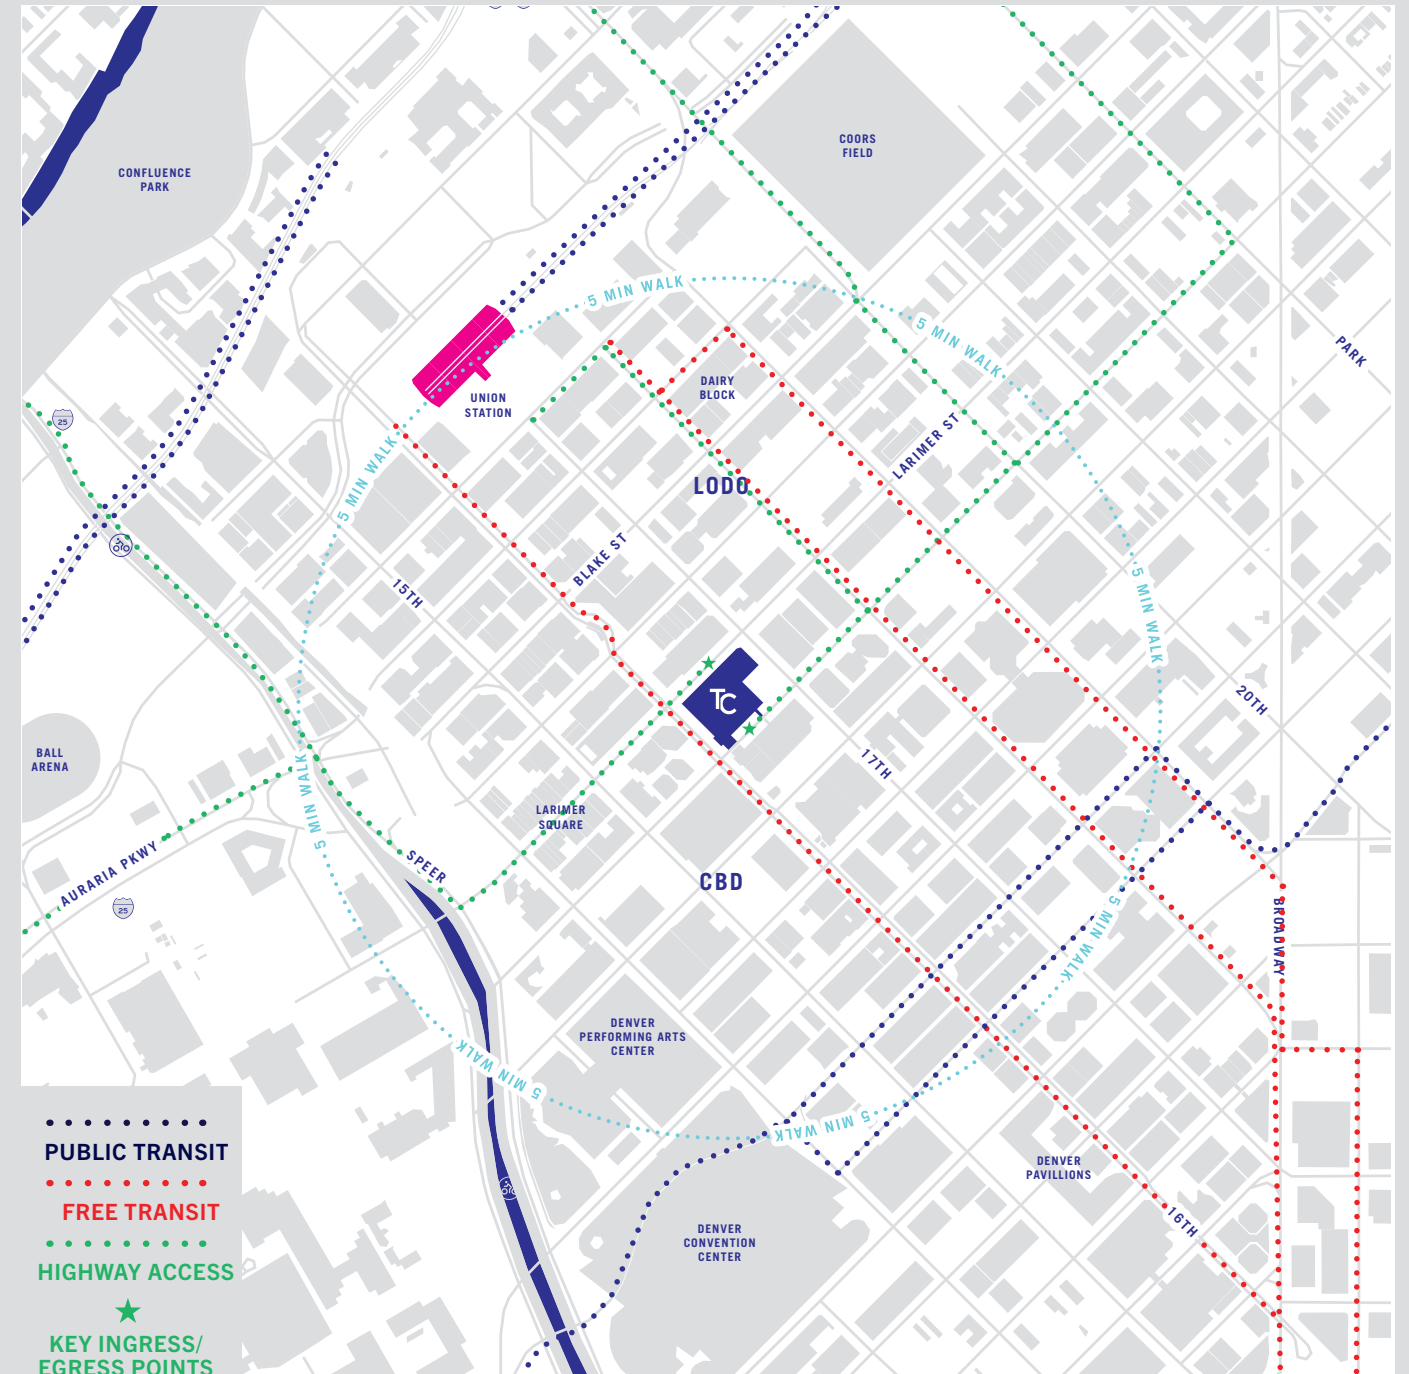 CONFLUENCE
PARK
COORS
FIELD
5 MIN WALK
5 MIN WALK
PARK
UNION
STATION
DAIRY
BLOCK
25
LARIMER ST
5 MIN WALK
LODO
BLAKE ST
15TH
5 MIN WALK
TC
20TH
17TH
BALL
ARENA
5 MIN WALK
LARIMER
SQUARE
SPEER
AURARIA PKWY
25
CBD
BROADWAY
5 MIN WALK
DENVER
PERFORMING ARTS
CENTER
5 MIN WALK
5 MIN WALK
DENVER
PAVILLIONS
16TH
DENVER
CONVENTION
CENTER
PUBLIC TRANSIT
FREE TRANSIT
HIGHWAY ACCESS
KEY INGRESS/
EGRESS POINTS